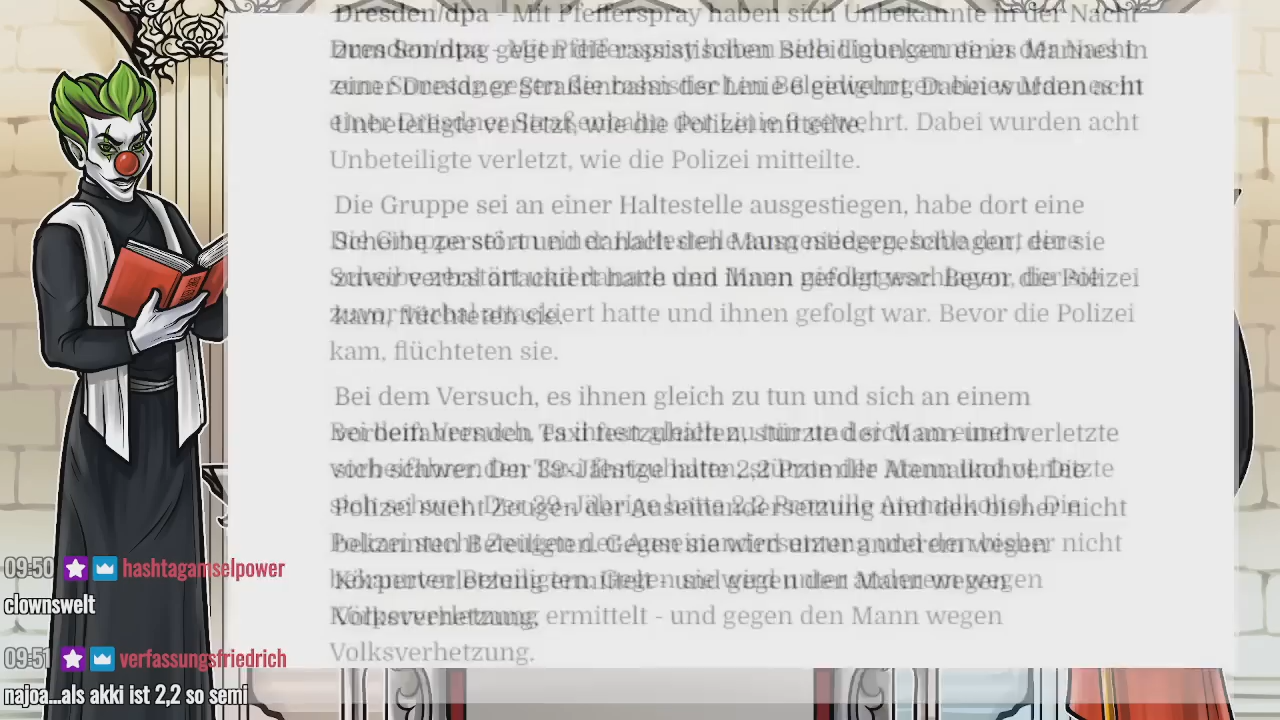 Dresden/dpa - Mit Pfefferspray haben sich Unbekannte in der Nacht
zum Sonntag gegen die rassistischen Beleidigungen eines Mannes in
einer Dresdner Straßenbahn der Linie 6 gewehrt. Dabei wurden acht
Unbeteiligte verletzt, wie die Polizei mitteilte.
Die Gruppe sei an einer Haltestelle ausgestiegen, habe dort eine
Scheibe zerstört und danach den Mann niedergeschlagen, der sie
zuvor verbal attackiert hatte und ihnen gefolgt war. Bevor die Polizei
kam, flüchteten sie.
Bei dem Versuch, es ihnen gleich zu tun und sich an einem
vorbeifahrenden Taxi festzuhalten, stürzte der Mann und verletzte
sich schwer. Der 39-Jährige hatte 2,2 Promille Atemalkohol. Die
Polizei sucht Zeugen der Auseinandersetzung und den bisher nicht
bekannten Beteiligten. Gegen sie wird unter anderem wegen
Körperverletzung ermittelt - und gegen den Mann wegen
Volksverhetzung.
09:50 hashtagamselpower
clownswelt
09:51 verfassungsfriedrich
najoa...als akki ist 2,2 so semi